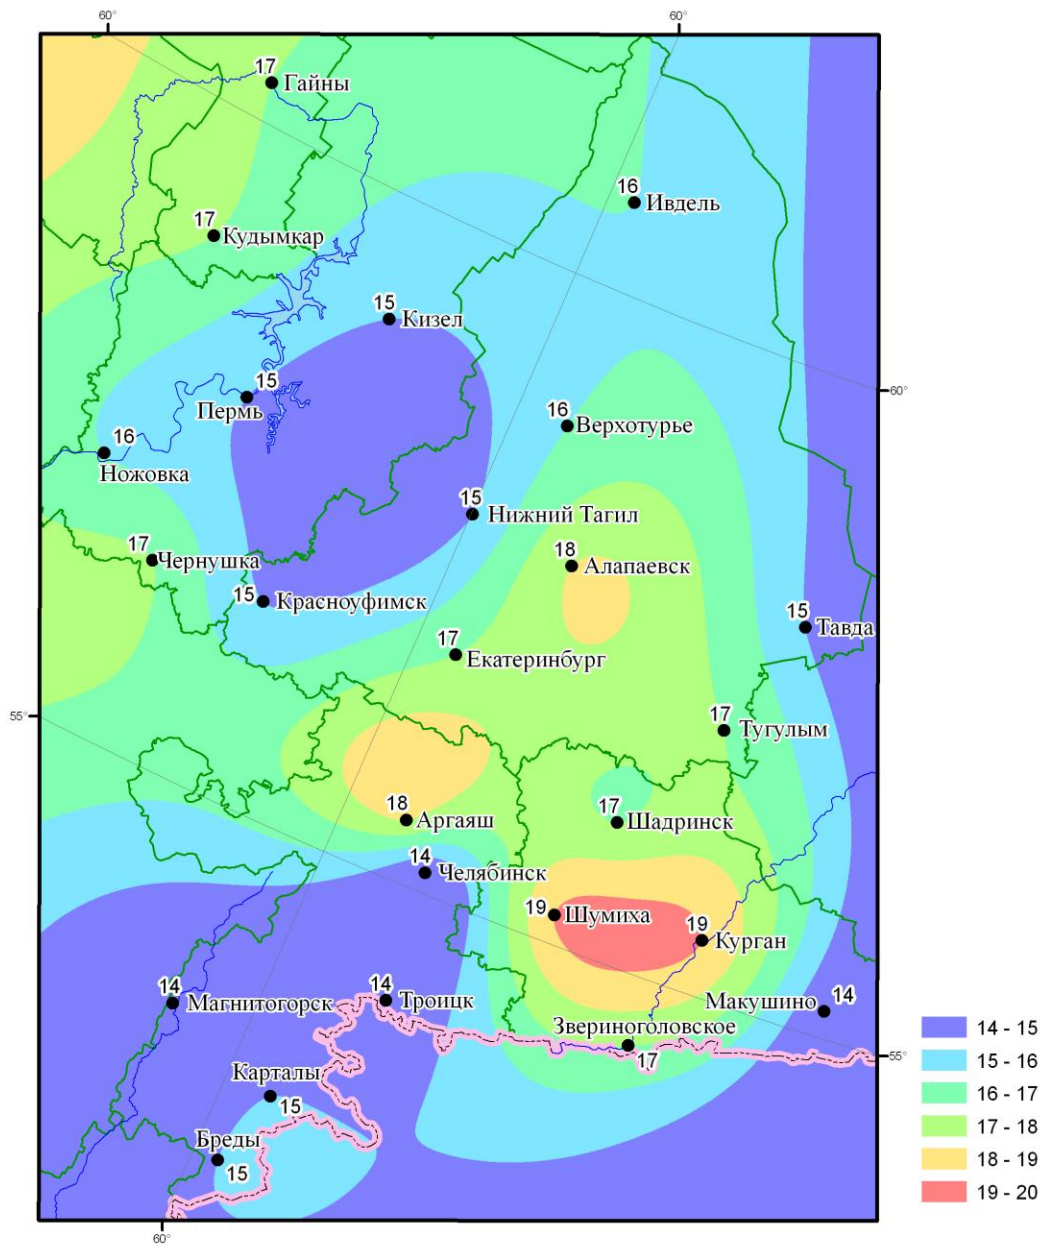 60°
60°
17
Гайны
16
Ивдель
17
Кудымкар
15
Кизел
15
Пермь
60°
16
Верхотурье
16
Ножовка
15
Нижний Тагил
17
Чернушка
18
Алапаевск
15
Красноуфимск
15
Тавда
17
Екатеринбург
55°
17
Тугулым
18
Аргаяш
17
Шадринск
14
Челябинск
19
Шумиха
19
Курган
14
Магнитогорск
14
Троицк
Макушино
14
Звериноголовское
17
55°
Карталы
15
Бреды
15
14 - 15
15 - 16
16 - 17
17 - 18
18 - 19
19 - 20
60°